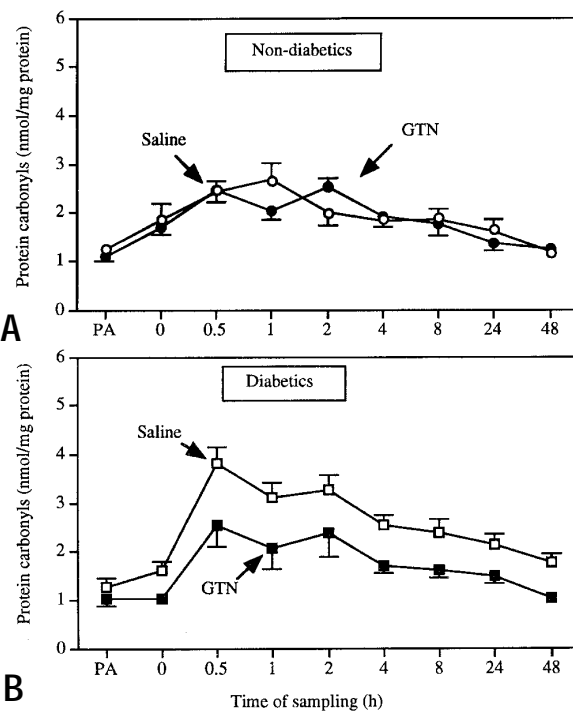 6
Non-diabetics
5
4
GTN
Saline
3
2
1
0
PA 0 0.5 1 2 4 8 24 48
Protein carbonyls (nmol/mg protein)
A
6
Diabetics
5
Saline
4
3
2
GTN
1
0
PA 0 0.5 1 2 4 8 24 48
Protein carbonyls (nmol/mg protein)
B
Time of sampling (h)